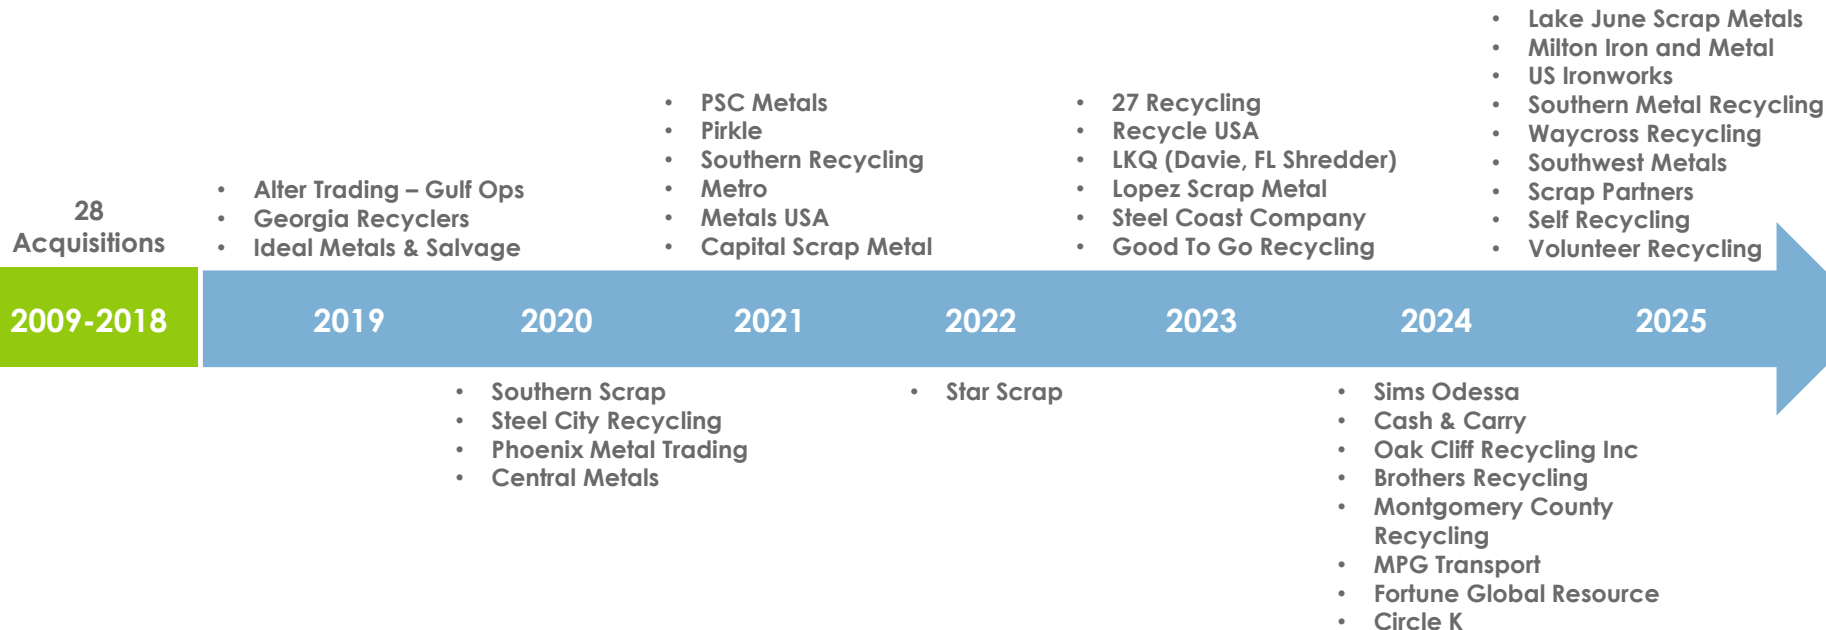 28
Acquisitions
2009-2018
• Alter Trading – Gulf Ops
• Georgia Recyclers
• Ideal Metals & Salvage
2019
2020
• Southern Scrap
• Steel City Recycling
• Phoenix Metal Trading
• Central Metals
• PSC Metals
• Pirkle
• Southern Recycling
• Metro
• Metals USA
• Capital Scrap Metal
2021
2022
• Star Scrap
• 27 Recycling
• Recycle USA
• LKQ (Davie, FL Shredder)
• Lopez Scrap Metal
• Steel Coast Company
• Good To Go Recycling
2023
2024
• Sims Odessa
• Cash & Carry
• Oak Cliff Recycling Inc
• Brothers Recycling
• Montgomery County
Recycling
• MPG Transport
• Fortune Global Resource
• Circle K
• Lake June Scrap Metals
• Milton Iron and Metal
• US Ironworks
• Southern Metal Recycling
• Waycross Recycling
• Southwest Metals
• Scrap Partners
• Self Recycling
• Volunteer Recycling
2025